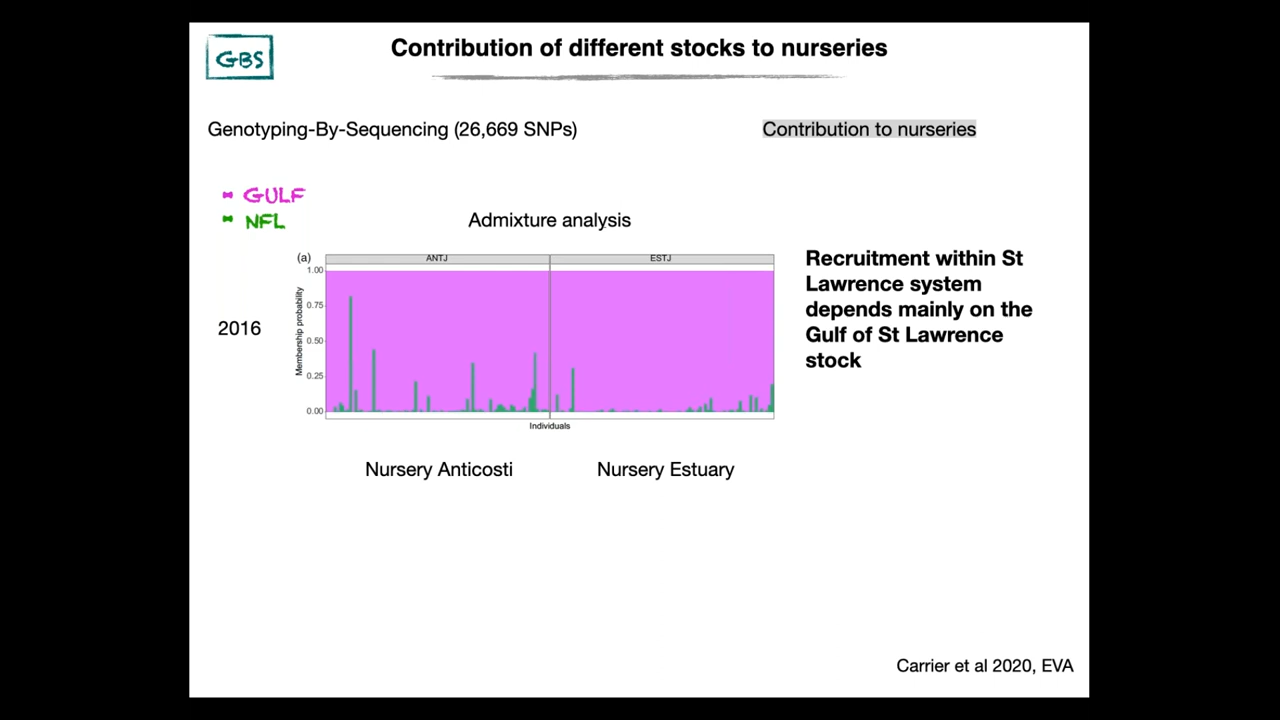 GBS
Contribution of different stocks to nurseries
Genotyping-By-Sequencing (26,669 SNPs)
Contribution to nurseries
GULF
NFL
Admixture analysis
(a)
ANTJ
ESTJ
1.00
0.75
0.50
0.25
0.00
Membership probability
Individuals
2016
Recruitment within St
Lawrence system
depends mainly on the
Gulf of St Lawrence
stock
Nursery Anticosti
Nursery Estuary
Carrier et al 2020, EVA